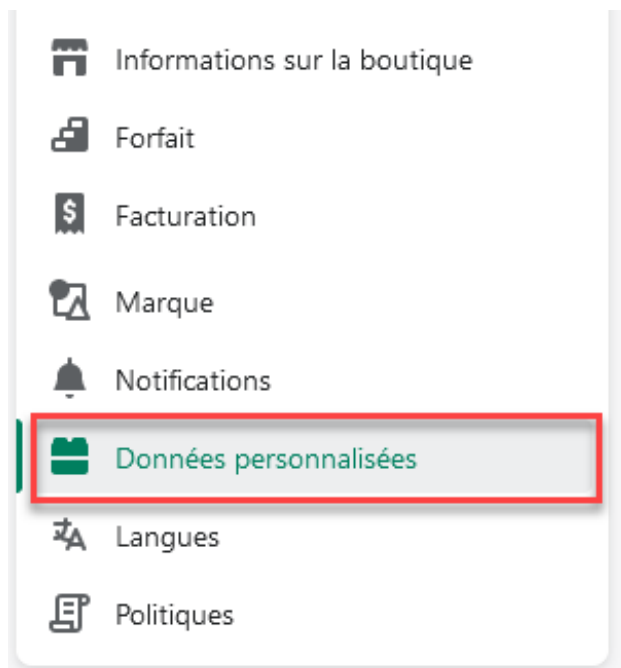 Informations sur la boutique
Forfait
Facturation
Marque
Notifications
Données personnalisées
Langues
Politiques